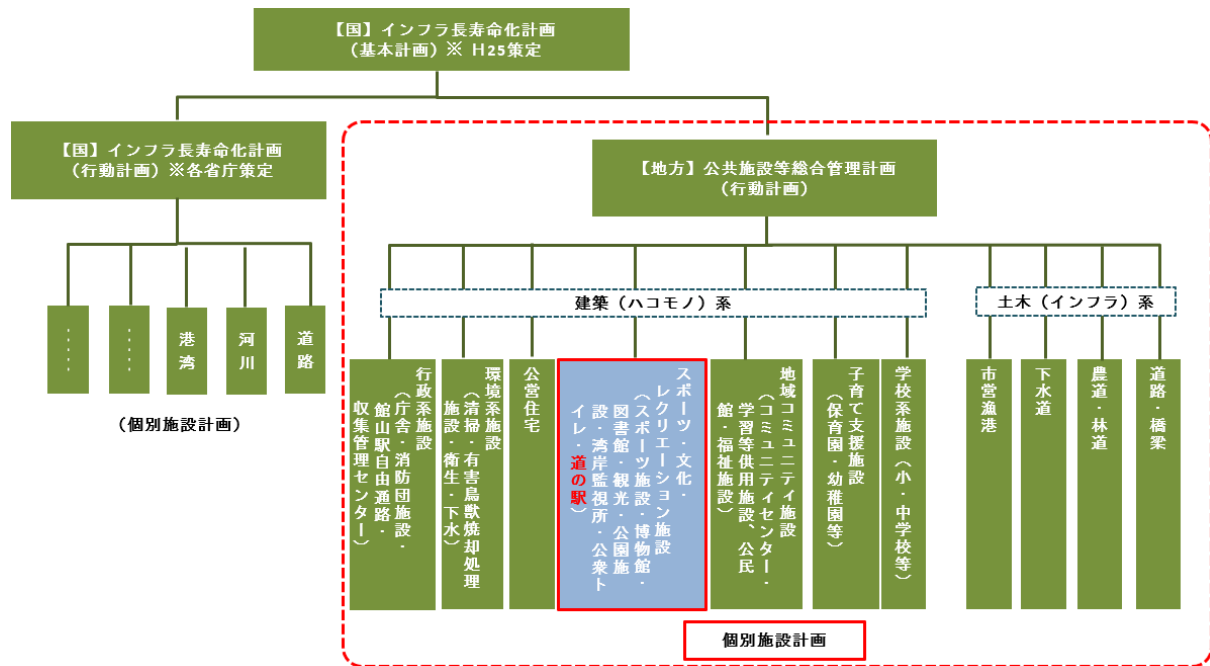 【国】インフラ長寿命化計画
（基本計画）※ H25策定
【国】インフラ長寿命化計画
（行動計画）※各省庁策定
【地方】公共施設等総合管理計画
（行動計画）
建築（ハコモノ）系
土木（インフラ）系
・・・・・
・・・・・
港湾
河川
道路
（個別施設計画）
行政系施設
（庁舎・消防団施設・
館山駅自由通路・
収集管理センター）
環境系施設
（清掃・有害鳥獣焼却処理
施設・衛生・下水）
公営住宅
スポーツ・文化・
レクリエーション施設
（スポーツ施設・博物館・
図書館・観光・公園施
設・湾岸監視所・公衆ト
イレ・道の駅）
地域コミュニティ施設
（コミュニティセンター・
学習等供用施設、公民
館・福祉施設）
子育て支援施設
（保育園・幼稚園等）
学校系施設（小・中学校等）
市営漁港
下水道
農道・林道
道路・橋梁
個別施設計画